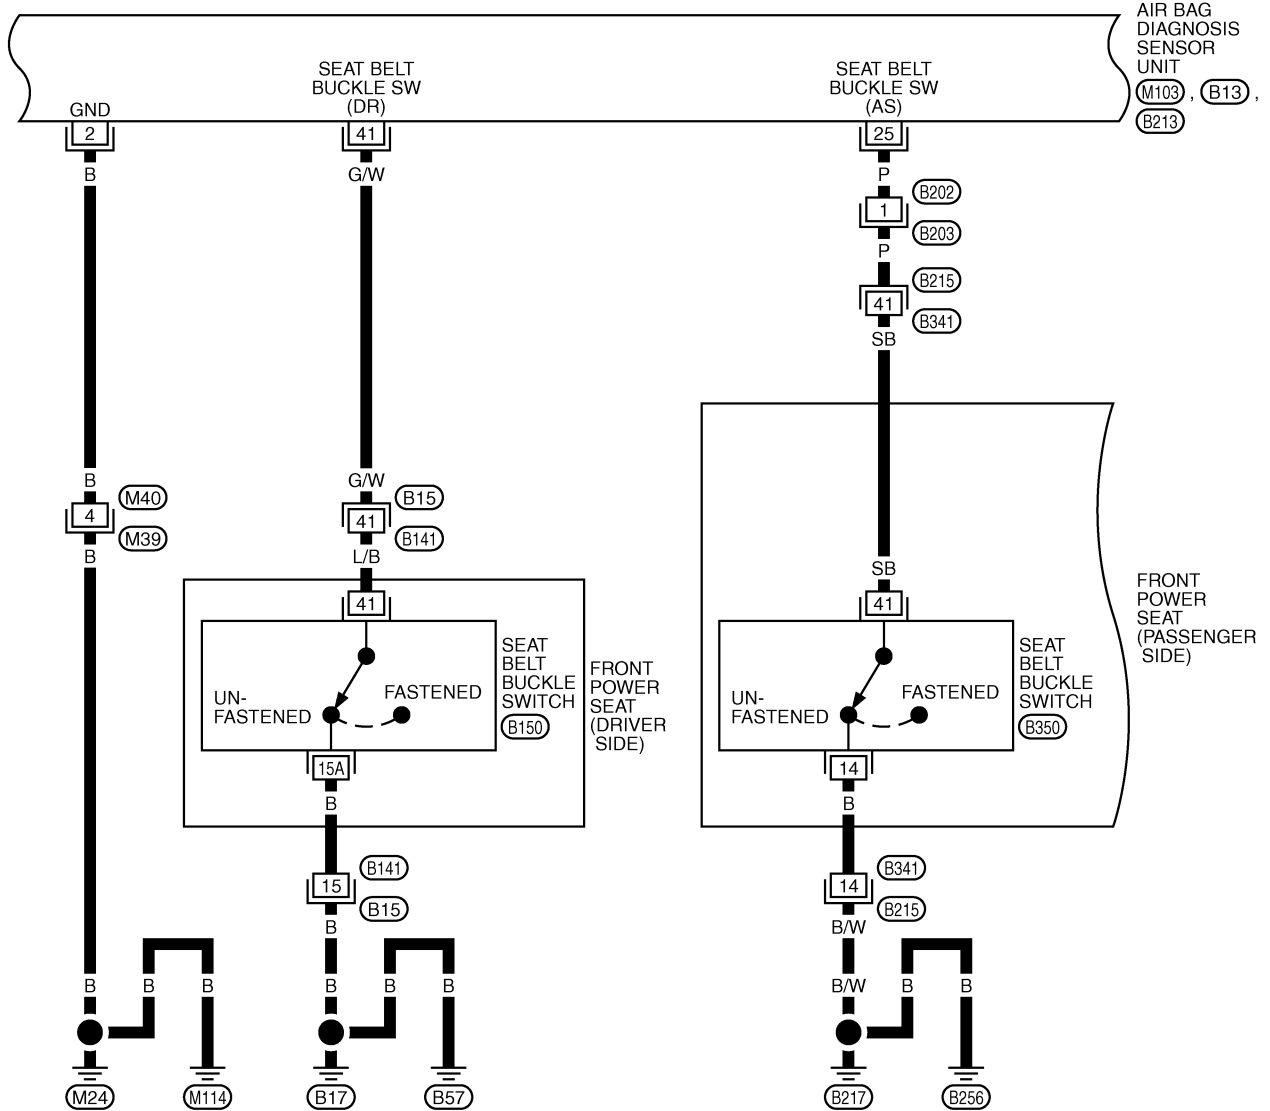 AIR BAG
DIAGNOSIS
SENSOR
UNIT
M103 , B13 ,
B213
SEAT BELT
BUCKLE SW
(DR)
SEAT BELT
BUCKLE SW
(AS)
GND
2
41
25
B
G/W
P
B202
1
B203
P
B215
41
B341
SB
B
G/W
M40
B15
4
41
M39
B141
B
L/B
SB
41
41
FRONT
POWER
SEAT
(PASSENGER
SIDE)
SEAT
BELT
BUCKLE
SWITCH
B150
UN-
FASTENED
FASTENED
FRONT
POWER
SEAT
(DRIVER
SIDE)
SEAT
BELT
BUCKLE
SWITCH
B350
UN-
FASTENED
FASTENED
15A
14
B
B
B141
B341
15
14
B15
B215
B
B/W
B B B B B B B/W B B
M24 M114 B17 B57 B217 B256